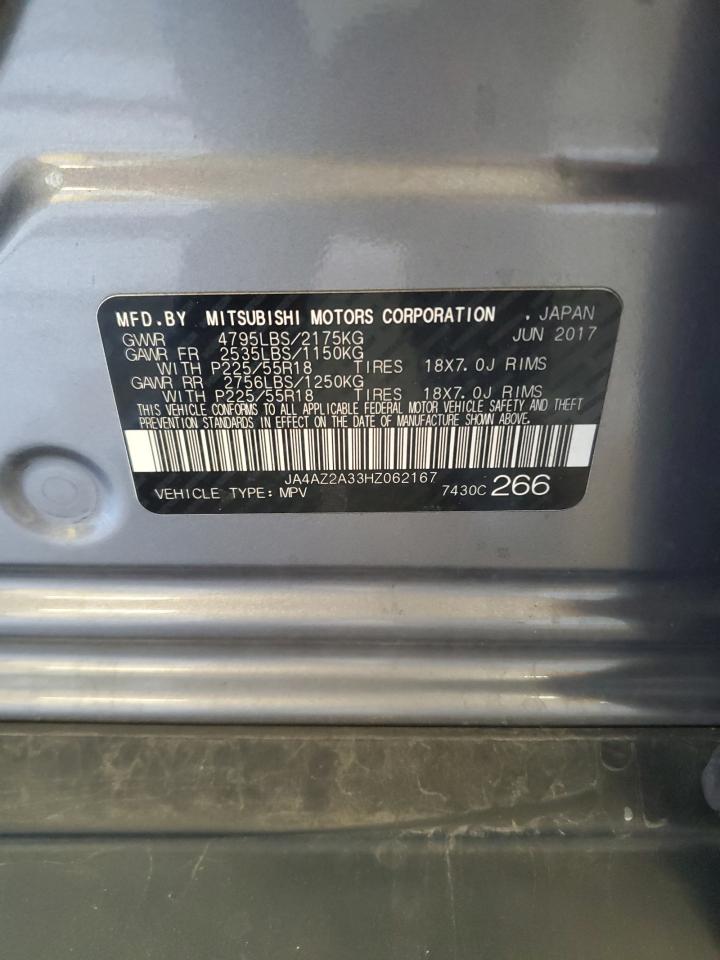 MFD.BY MITSUBISHI MOTORS CORPORATION . JAPAN
GVWR 4795LBS/2175KG JUN 2017
GAWR FR 2535LBS/1150KG
WITH P225/55R18 TIRES 18X7.0J RIMS
GAWR RR 2756LBS/1250KG
WITH P225/55R18 TIRES 18X7.0J RIMS
THIS VEHICLE CONFORMS TO ALL APPLICABLE FEDERAL MOTOR VEHICLE SAFETY AND THEFT
PREVENTION STANDARDS IN EFFECT ON THE DATE OF MANUFACTURE SHOWN ABOVE.
JA4AZ2A33HZ062167
VEHICLE TYPE: MPV 7430C 266